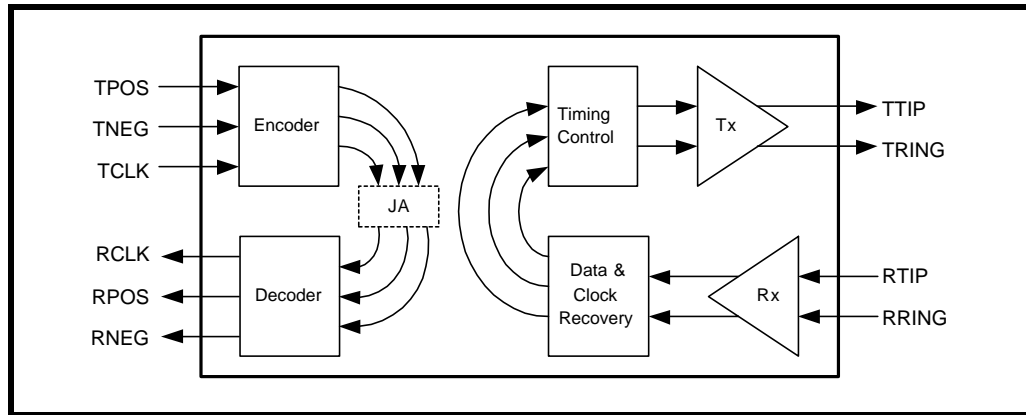 TPOS
TNEG
TCLK
Encoder
JA
RCLK
RPOS
RNEG
Decoder
Timing
Control
Tx
TTIP
TRING
Data &
Clock
Recovery
Rx
RTIP
RRING